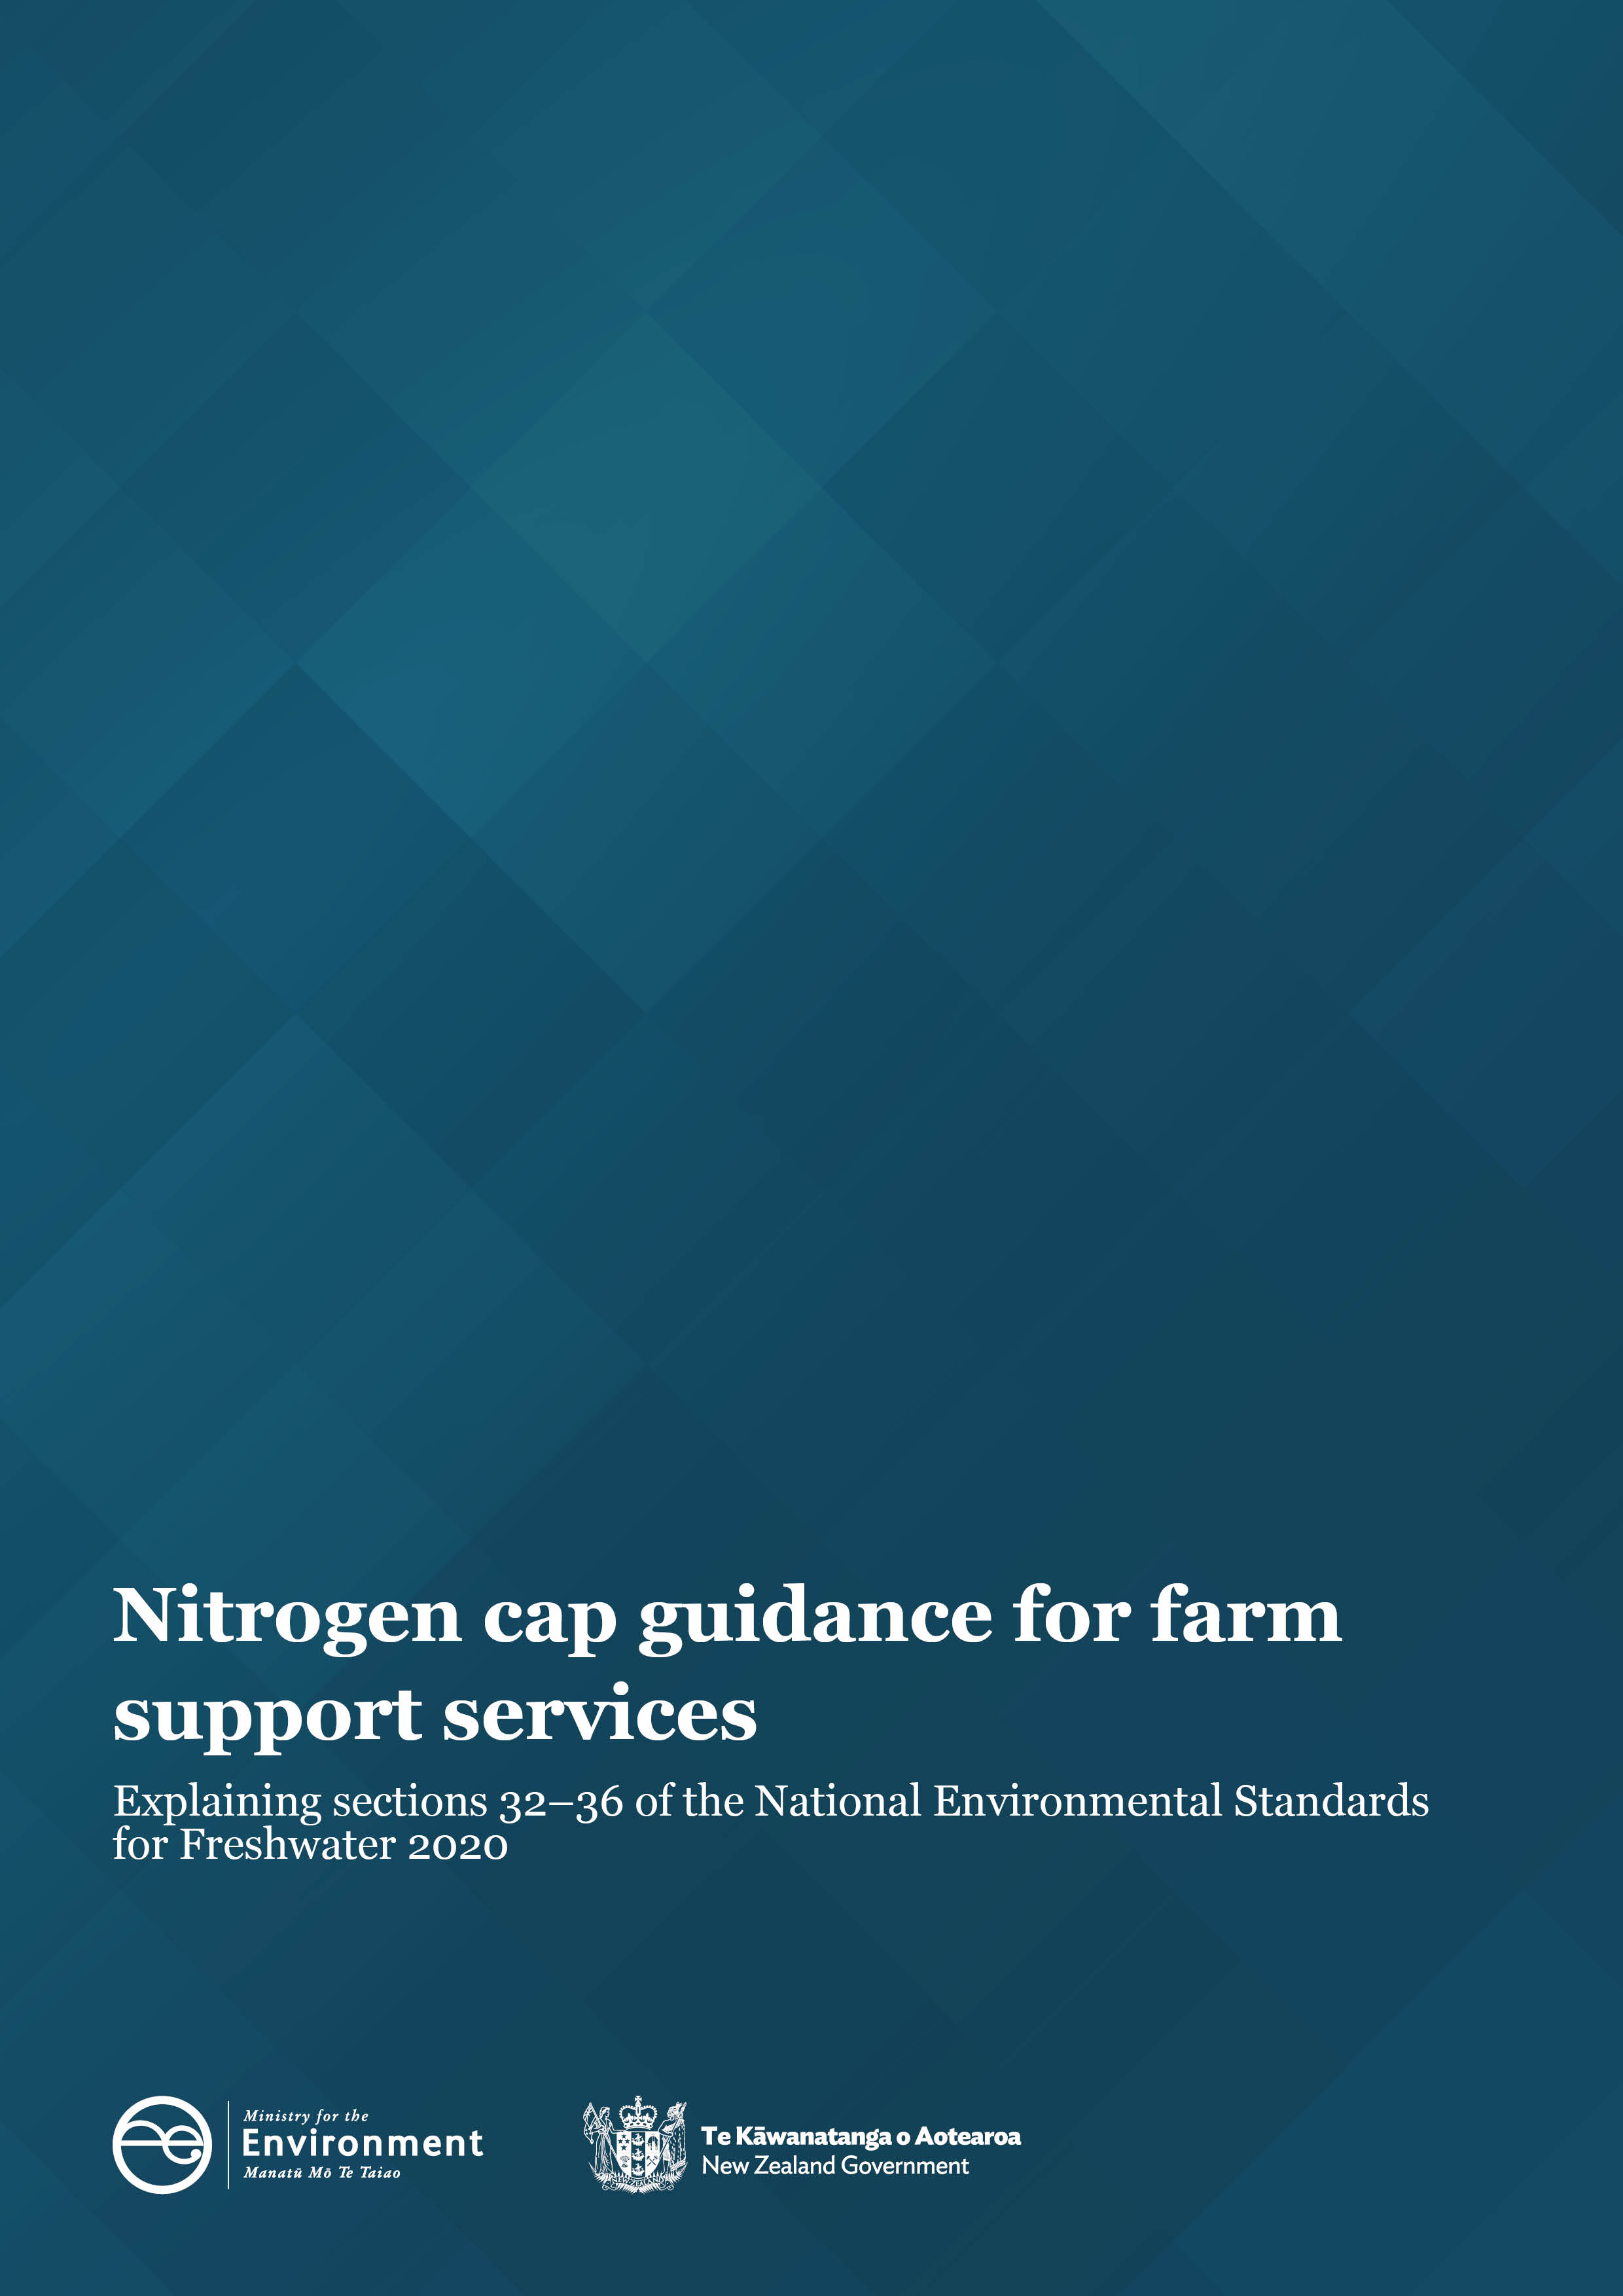 Nitrogen cap guidance for farm
support services
Explaining sections 32–36 of the National Environmental Standards
for Freshwater 2020
Ministry for the
Environment
Manatū Mō Te Taiao
Te Kāwanatanga o Aotearoa
New Zealand Government